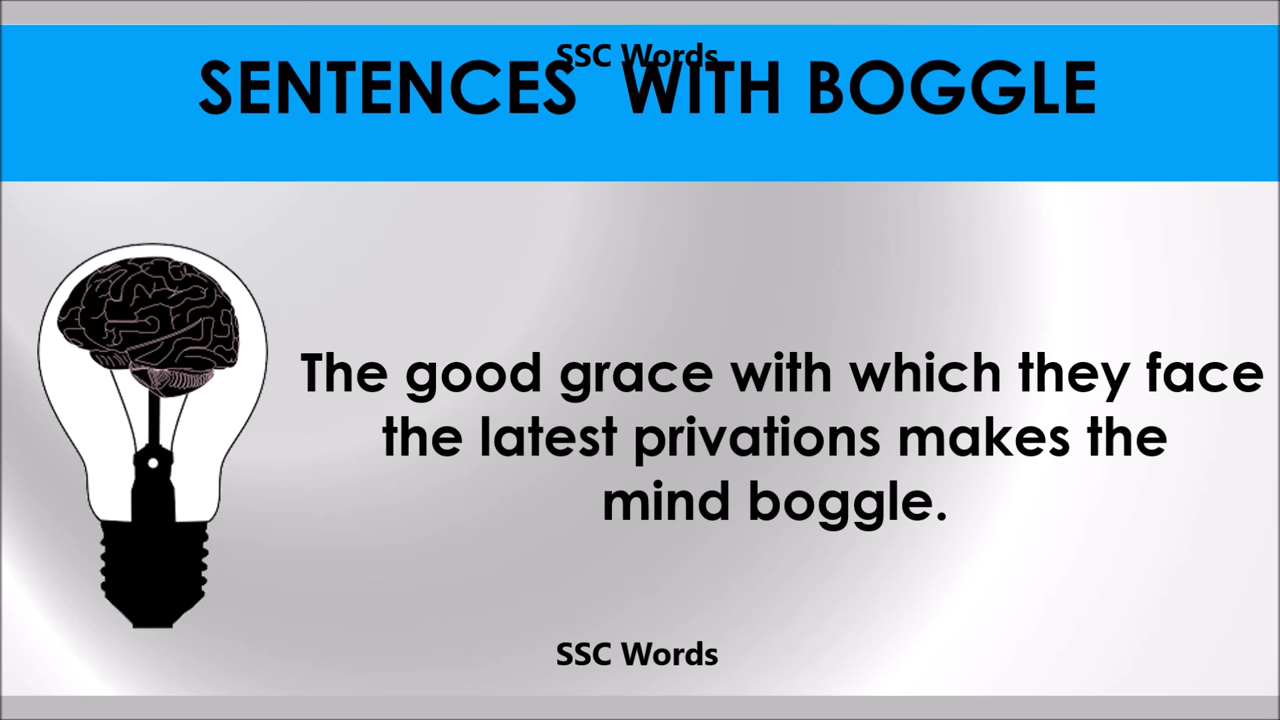 SSC Words
SENTENCES WITH BOGGLE
The good grace with which they face
the latest privations makes the
mind boggle.
SSC Words